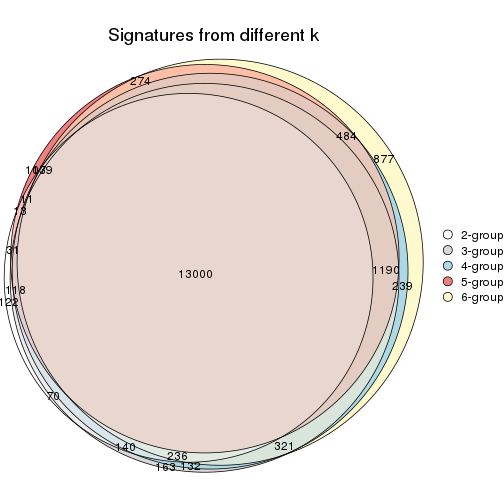 Signatures from different k
274
484
877
11
13
31
13000
1190
118
239
122
70
140
236
321
163
132
2-group
3-group
4-group
5-group
6-group